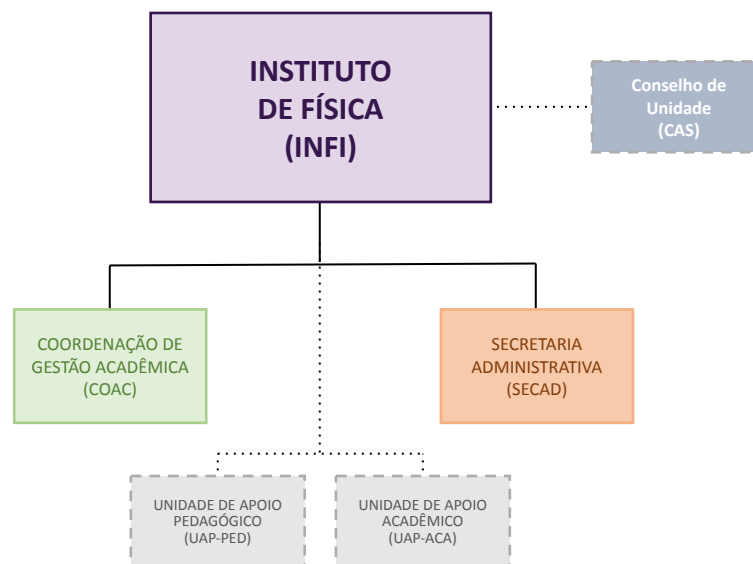 INSTITUTO
DE FÍSICA
(INFI)
Conselho de
Unidade
(CAS)
COORDENAÇÃO DE
GESTÃO ACADÊMICA
(COAC)
SECRETARIA
ADMINISTRATIVA
(SECAD)
UNIDADE DE APOIO
PEDAGÓGICO
(UAP-PED)
UNIDADE DE APOIO
ACADÊMICO
(UAP-ACA)